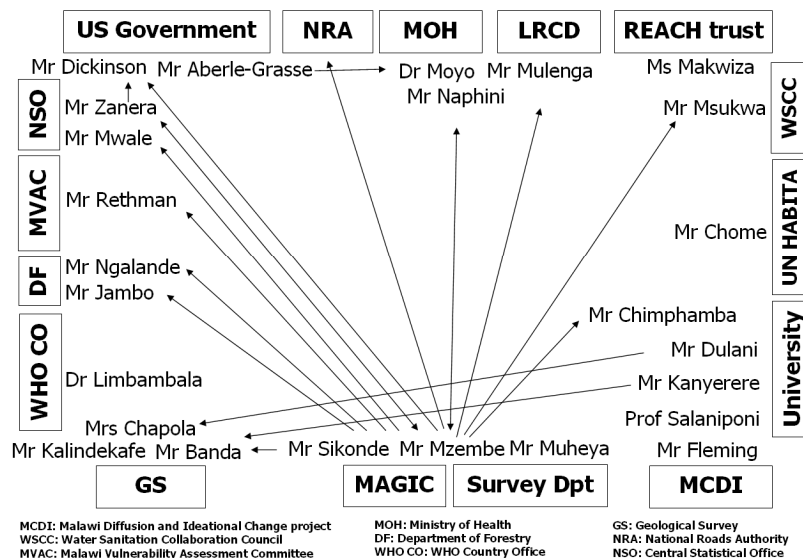 US Government NRA MOH LRCD REACH trust
Mr Dickinson Mr Aberle-Grasse Dr Moyo Mr Mulenga Ms Makwiza
Mr Naphini
NSO Mr Zanera Mr Msukwa WSCC
Mr Mwale
MVAC Mr Rethman
Mr Chome UN HABITA
DF Mr Ngalande
Mr Jambo
Mr Chimphamba
University
Mr Dulani
WHO CO Dr Limbambala Mr Kanyerere
Mrs Chapola Prof Salaniponi
Mr Kalindekafe Mr Banda Mr Sikonde Mr Mzembe Mr Muheya Mr Fleming
GS MAGIC Survey Dpt MCDI
MCDI: Malawi Diffusion and Ideational Change project
WSCC: Water Sanitation Collaboration Council
MVAC: Malawi Vulnerability Assessment Committee
MOH: Ministry of Health
DF: Department of Forestry
WHO CO: WHO Country Office
GS: Geological Survey
NRA: National Roads Authority
NSO: Central Statistical Office